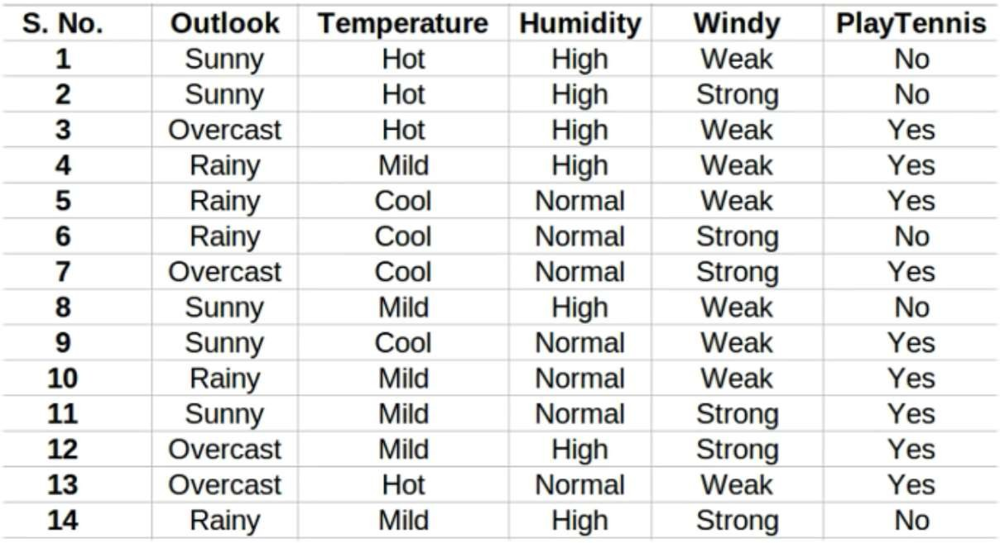 S. No. Outlook Temperature Humidity Windy PlayTennis
1 Sunny Hot High Weak No
2 Sunny Hot High Strong No
3 Overcast Hot High Weak Yes
4 Rainy Mild High Weak Yes
5 Rainy Cool Normal Weak Yes
6 Rainy Cool Normal Strong No
7 Overcast Cool Normal Strong Yes
8 Sunny Mild High Weak No
9 Sunny Cool Normal Weak Yes
10 Rainy Mild Normal Weak Yes
11 Sunny Mild Normal Strong Yes
12 Overcast Mild High Strong Yes
13 Overcast Hot Normal Weak Yes
14 Rainy Mild High Strong No